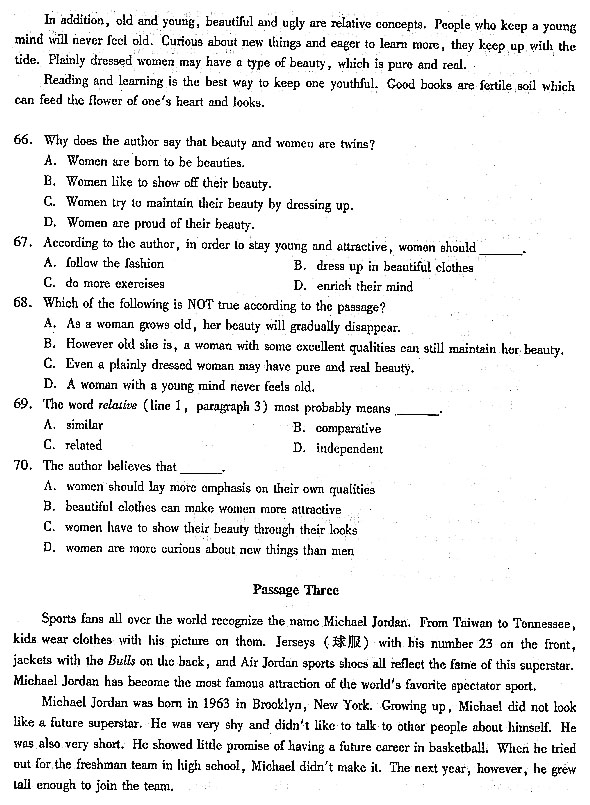 In addition, old and young, beautiful and ugly are relative concepts. People who keep a young
mind will never feel old. Curious about new things and eager to learn more, they keep up with the
tide. Plainly dressed women may have a type of beauty, which is pure and real.
Reading and learning is the best way to keep one youthful. Good books are fertile soil which
can feed the flower of one's heart and looks.
66. Why does the author say that beauty and women are twins?
A. Women are born to be beauties.
B. Women like to show off their beauty.
C. Women try to maintain their beauty by dressing up.
D. Women are proud of their beauty.
67. According to the author, in order to stay young and attractive, women should ______.
A. follow the fashion B. dress up in beautiful clothes
C. do more exercises D. enrich their mind
68. Which of the following is NOT true according to the passage?
A. As a woman grows old, her beauty will gradually disappear.
B. However old she is, a woman with some excellent qualities can still maintain her beauty.
C. Even a plainly dressed woman may have pure and real beauty.
D. A woman with a young mind never feels old.
69. The word relative (line 1, paragraph 3) most probably means ______.
A. similar B. comparative
C. related D. independent
70. The author believes that ______.
A. women should lay more emphasis on their own qualities
B. beautiful clothes can make women more attractive
C. women have to show their beauty through their looks
D. women are more curious about new things than men
Passage Three
Sports fans all over the world recognize the name Michael Jordan. From Taiwan to Tennessee,
kids wear clothes with his picture on them. Jerseys (球服) with his number 23 on the front,
jackets with the Bulls on the back, and Air Jordan sports shoes all reflect the fame of this superstar.
Michael Jordan has become the most famous attraction of the world's favorite spectator sport.
Michael Jordan was born in 1963 in Brooklyn, New York. Growing up, Michael did not look
like a future superstar. He was very shy and didn't like to talk to other people about himself. He
was also very short. He showed little promise of having a future career in basketball. When he tried
out for the freshman team in high school, Michael didn't make it. The next year, however, he grew
tall enough to join the team.